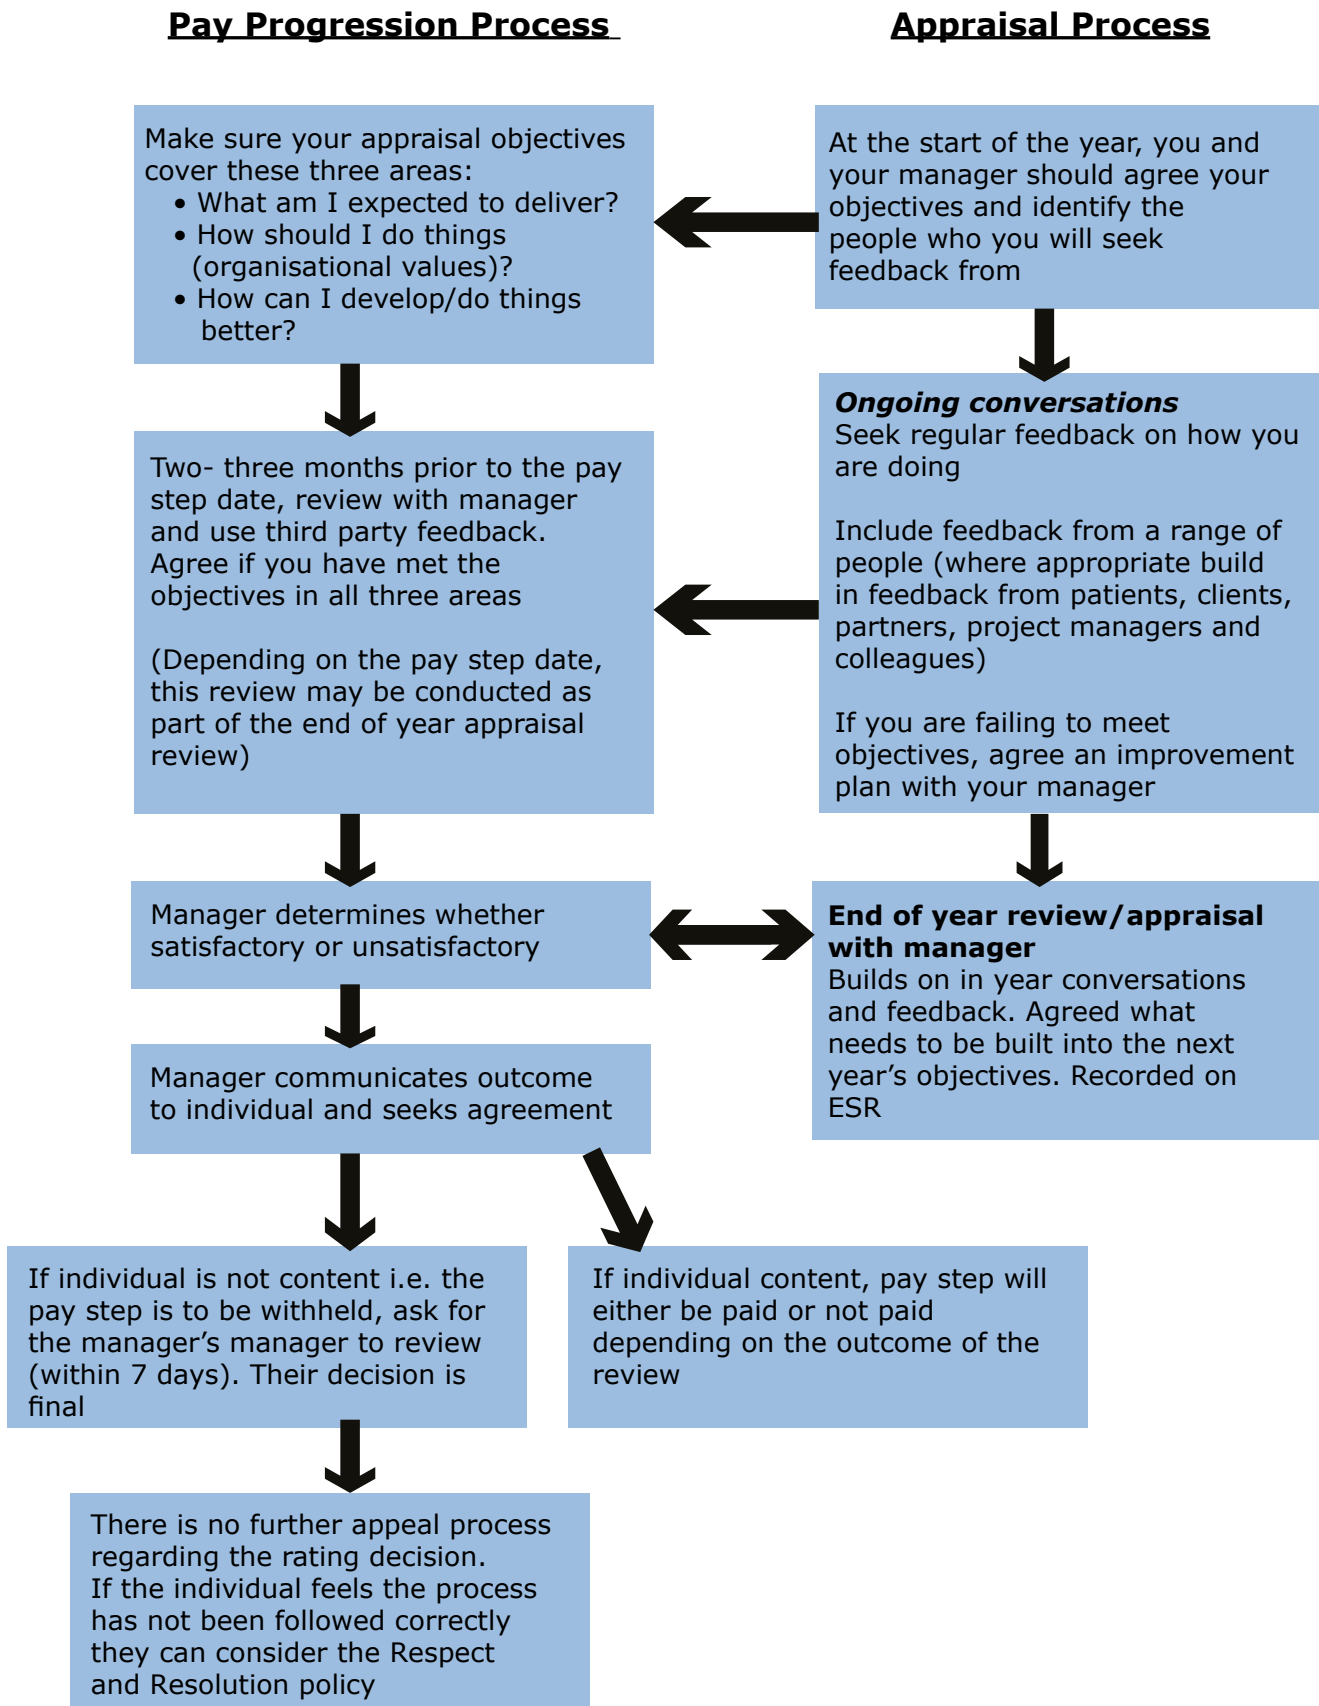 Pay Progression Process
Appraisal Process
Make sure your appraisal objectives
cover these three areas:
• What am I expected to deliver?
• How should I do things
(organisational values)?
• How can I develop/do things
better?
At the start of the year, you and
your manager should agree your
objectives and identify the
people who you will seek
feedback from
Two- three months prior to the pay
step date, review with manager
and use third party feedback.
Agree if you have met the
objectives in all three areas
(Depending on the pay step date,
this review may be conducted as
part of the end of year appraisal
review)
Ongoing conversations
Seek regular feedback on how you
are doing
Include feedback from a range of
people (where appropriate build
in feedback from patients, clients,
partners, project managers and
colleagues)
If you are failing to meet
objectives, agree an improvement
plan with your manager
Manager determines whether
satisfactory or unsatisfactory
End of year review/appraisal
with manager
Builds on in year conversations
and feedback. Agreed what
needs to be built into the next
year’s objectives. Recorded on
ESR
Manager communicates outcome
to individual and seeks agreement
If individual is not content i.e. the
pay step is to be withheld, ask for
the manager’s manager to review
(within 7 days). Their decision is
final
If individual content, pay step will
either be paid or not paid
depending on the outcome of the
review
There is no further appeal process
regarding the rating decision.
If the individual feels the process
has not been followed correctly
they can consider the Respect
and Resolution policy